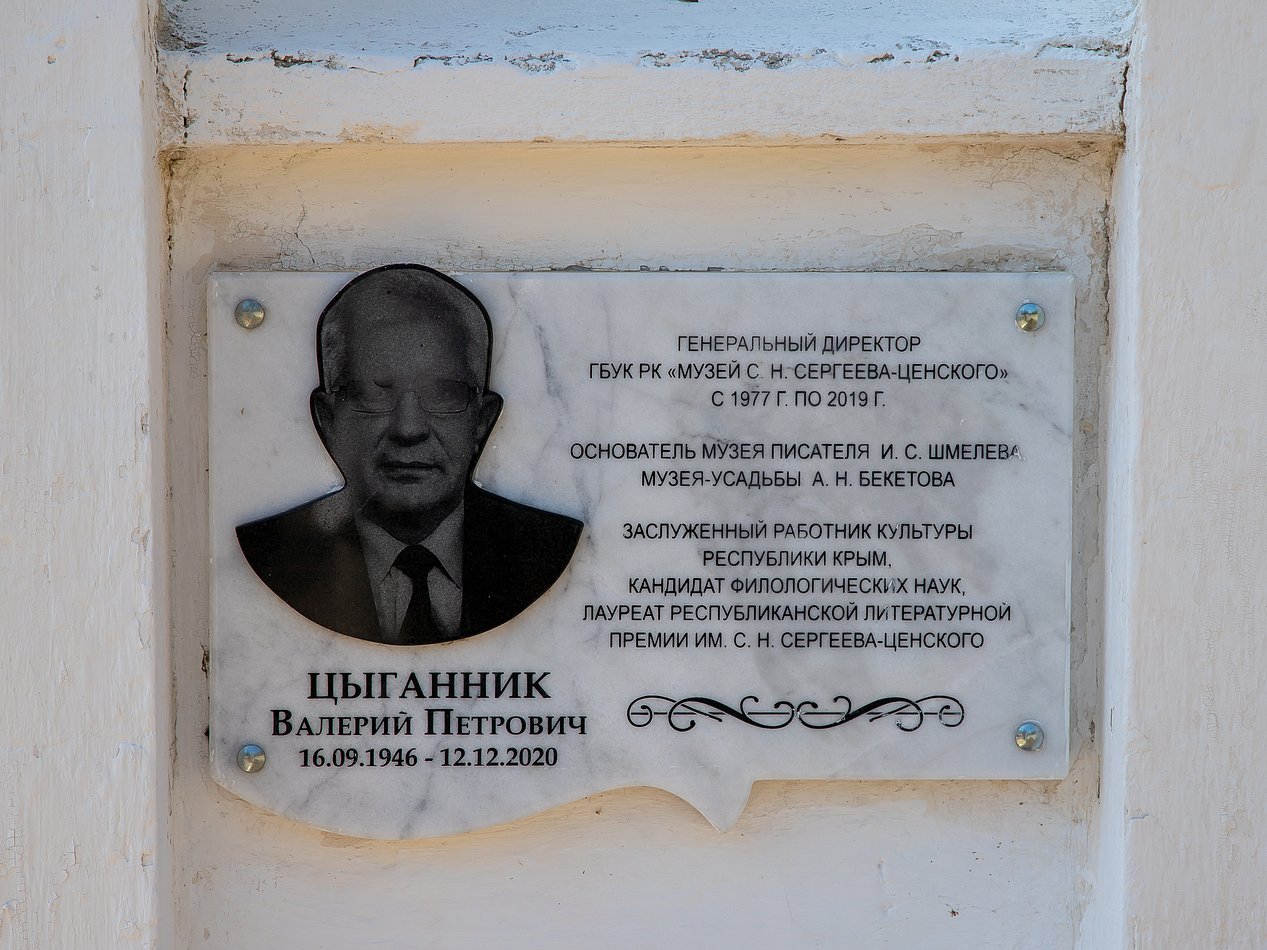 ГЕНЕРАЛЬНЫЙ ДИРЕКТОР
ГБУК РК «МУЗЕЙ С. Н. СЕРГЕЕВА-ЦЕНСКОГО»
С 1977 Г. ПО 2019 Г.
ОСНОВАТЕЛЬ МУЗЕЯ ПИСАТЕЛЯ И. С. ШМЕЛЕВА
МУЗЕЯ-УСАДЬБЫ А. Н. БЕКЕТОВА
ЗАСЛУЖЕННЫЙ РАБОТНИК КУЛЬТУРЫ
РЕСПУБЛИКИ КРЫМ,
КАНДИДАТ ФИЛОЛОГИЧЕСКИХ НАУК,
ЛАУРЕАТ РЕСПУБЛИКАНСКОЙ ЛИТЕРАТУРНОЙ
ПРЕМИИ ИМ. С. Н. СЕРГЕЕВА-ЦЕНСКОГО
ЦЫГАННИК
ВАЛЕРИЙ ПЕТРОВИЧ
16.09.1946 - 12.12.2020